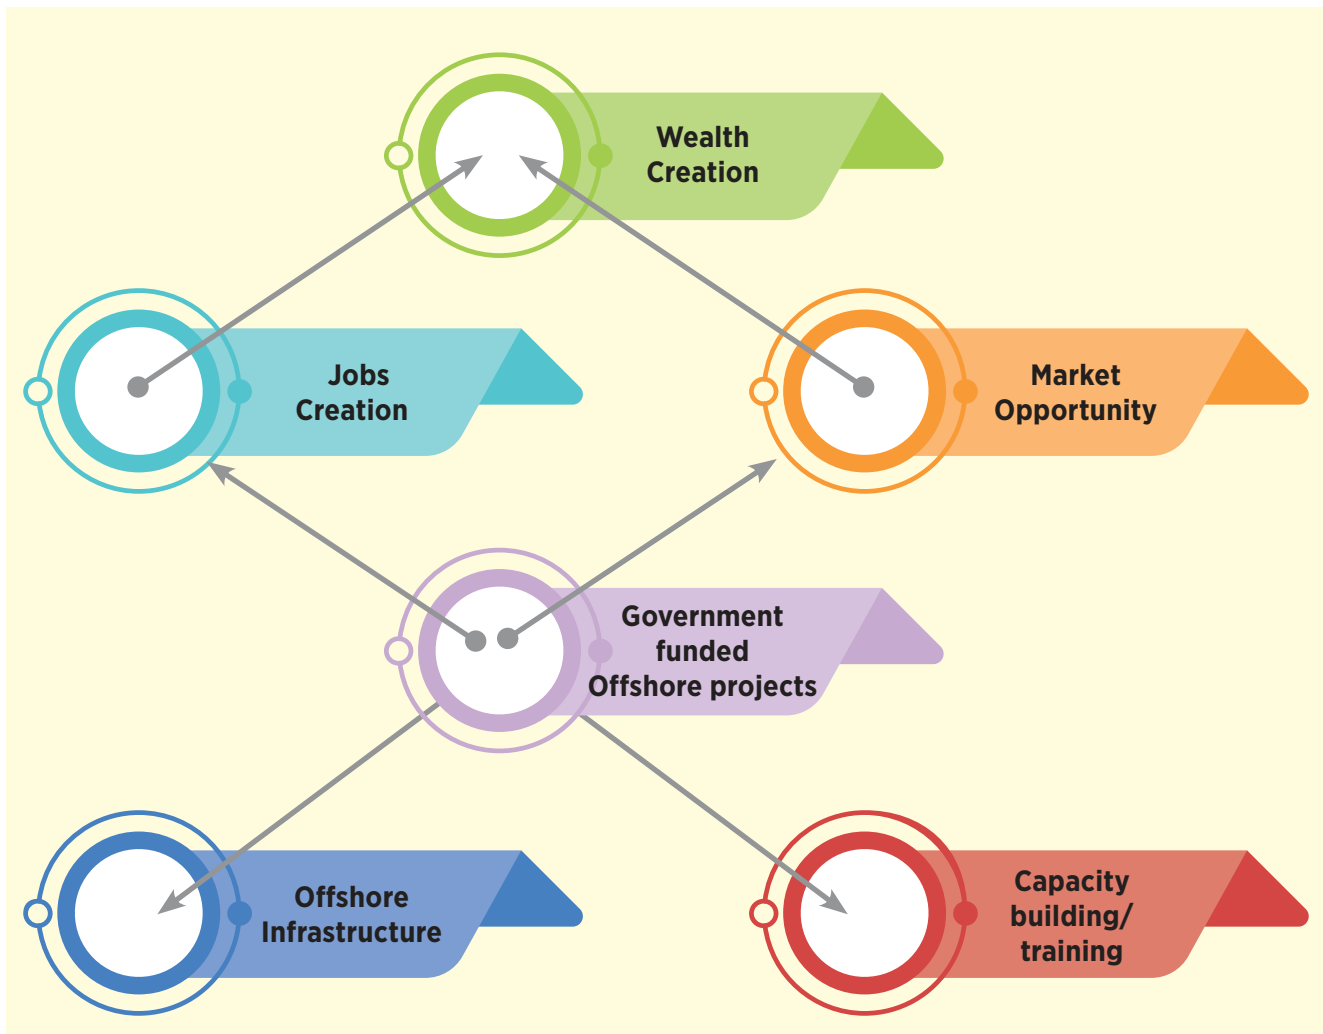 Wealth
Creation
Jobs
Creation
Market
Opportunity
Government
funded
Offshore projects
Offshore
Infrastructure
Capacity
building/
training